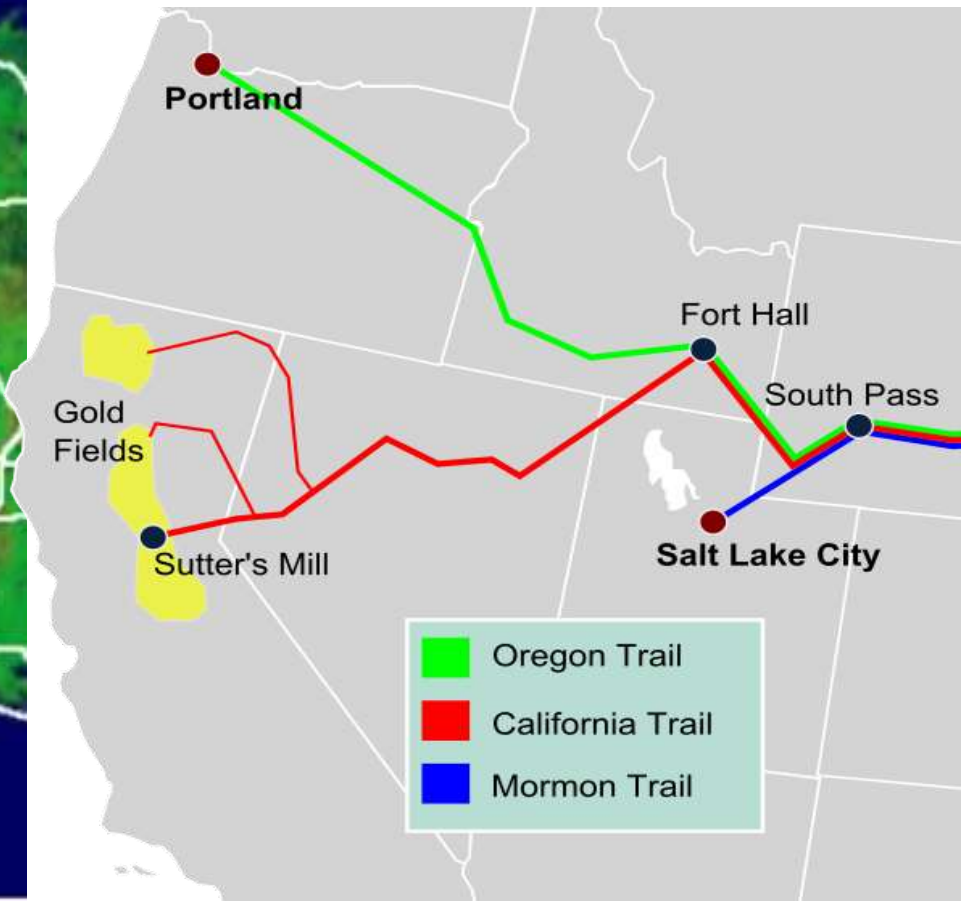 Portland
Fort Hall
South Pass
Gold
Fields
Sutter's Mill
Salt Lake City
Oregon Trail
California Trail
Mormon Trail